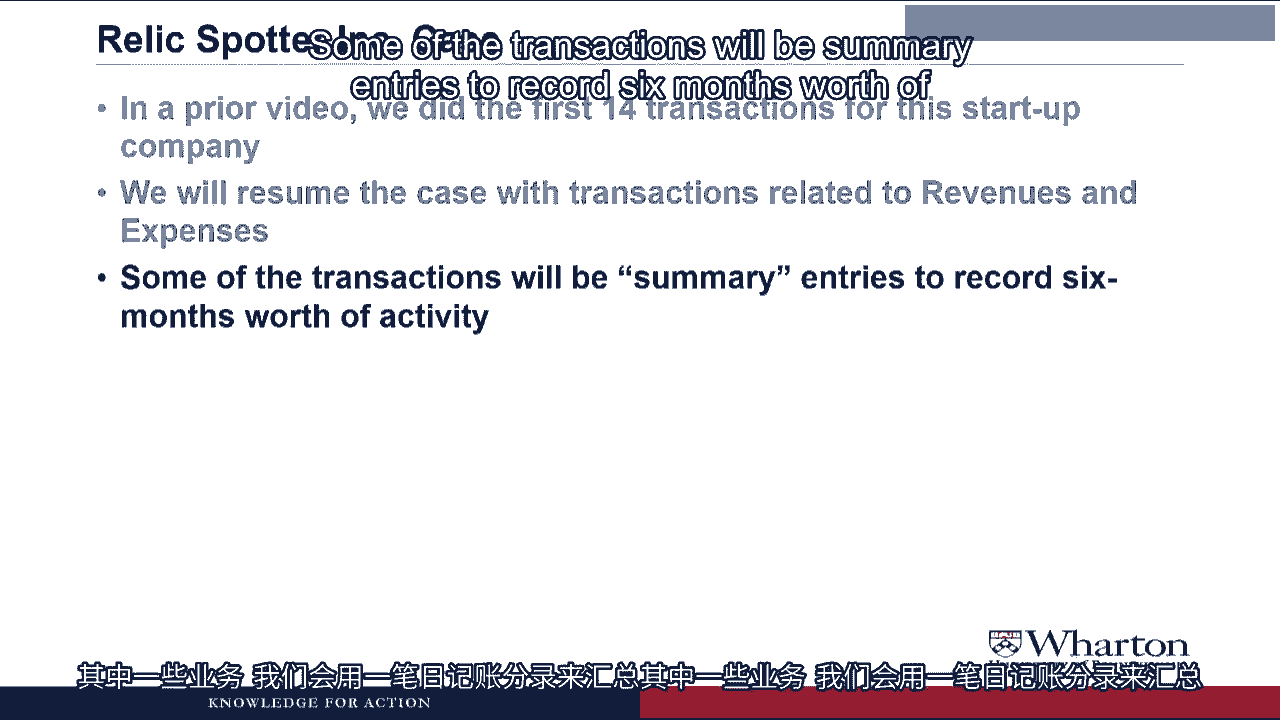 Relic Spotter Inc. Case
Some of the transactions will be summary
entries to record six months worth of
• In a prior video, we did the first 14 transactions for this start-up
company
• We will resume the case with transactions related to Revenues and
Expenses
• Some of the transactions will be “summary” entries to record six-
months worth of activity
Wharton
其中一些业务 我们会用一笔日记账分录来汇总其中一些业务 我们会用一笔日记账分录来汇总
KNOWLEDGE FOR ACTION